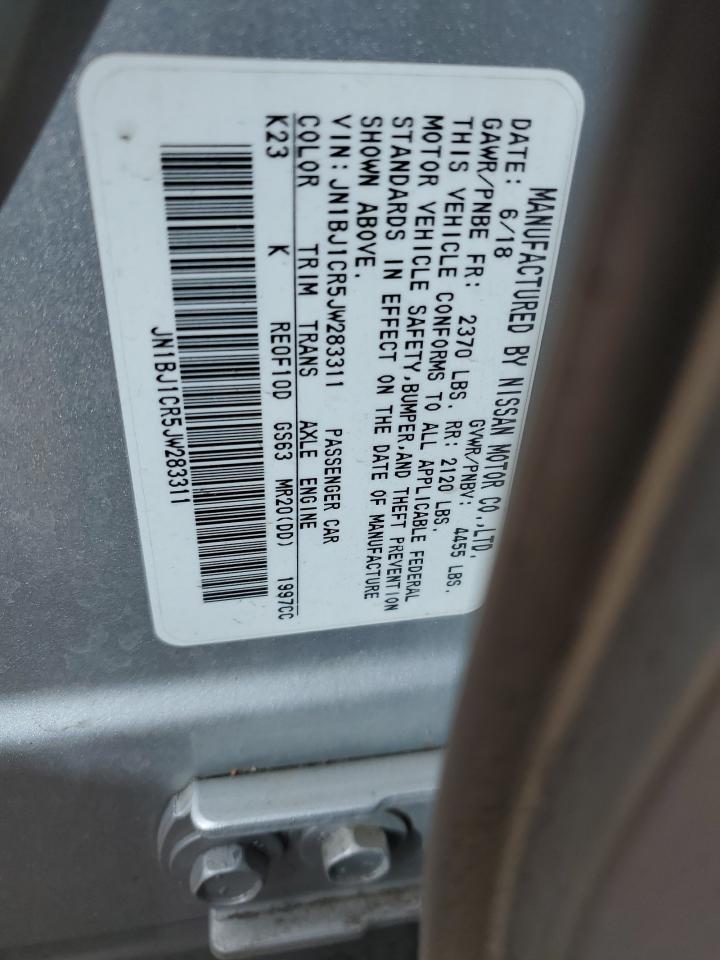 MANUFACTURED BY NISSAN MOTOR CO.,LTD.
DATE: 6/18 GVWR/PNBV: 4455 LBS.
GAWR/PNBE FR: 2370 LBS. RR: 2120 LBS.
THIS VEHICLE CONFORMS TO ALL APPLICABLE FEDERAL
MOTOR VEHICLE SAFETY,BUMPER,AND THEFT PREVENTION
STANDARDS IN EFFECT ON THE DATE OF MANUFACTURE
SHOWN ABOVE.
VIN:JN1BJ1CR5JW283311 PASSENGER CAR
COLOR TRIM TRANS AXLE ENGINE
K23 K RE0F10D GS63 MR20(DD) 1997CC
JN1BJ1CR5JW283311